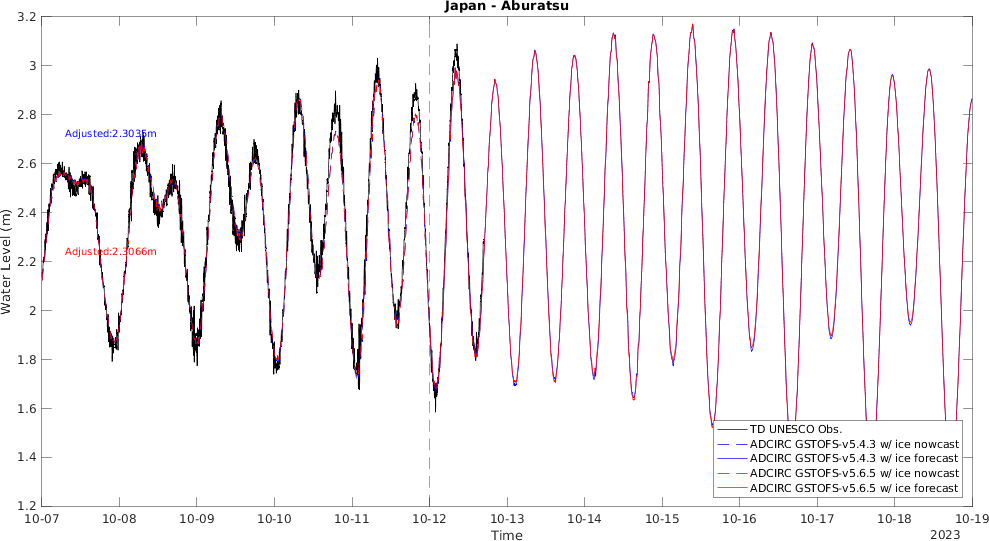 Japan - Aburatsu
3.2
3
2.8
2.6
2.4
2.2
2
1.8
1.6
1.4
1.2
Water Level (m)
Adjusted:2.3035m
Adjusted:2.3066m
TD UNESCO Obs.
ADCIRC GSTOFS-v5.4.3 w/ ice nowcast
ADCIRC GSTOFS-v5.4.3 w/ ice forecast
ADCIRC GSTOFS-v5.6.5 w/ ice nowcast
ADCIRC GSTOFS-v5.6.5 w/ ice forecast
10-07 10-08 10-09 10-10 10-11 10-12 10-13 10-14 10-15 10-16 10-17 10-18 10-19
Time
2023